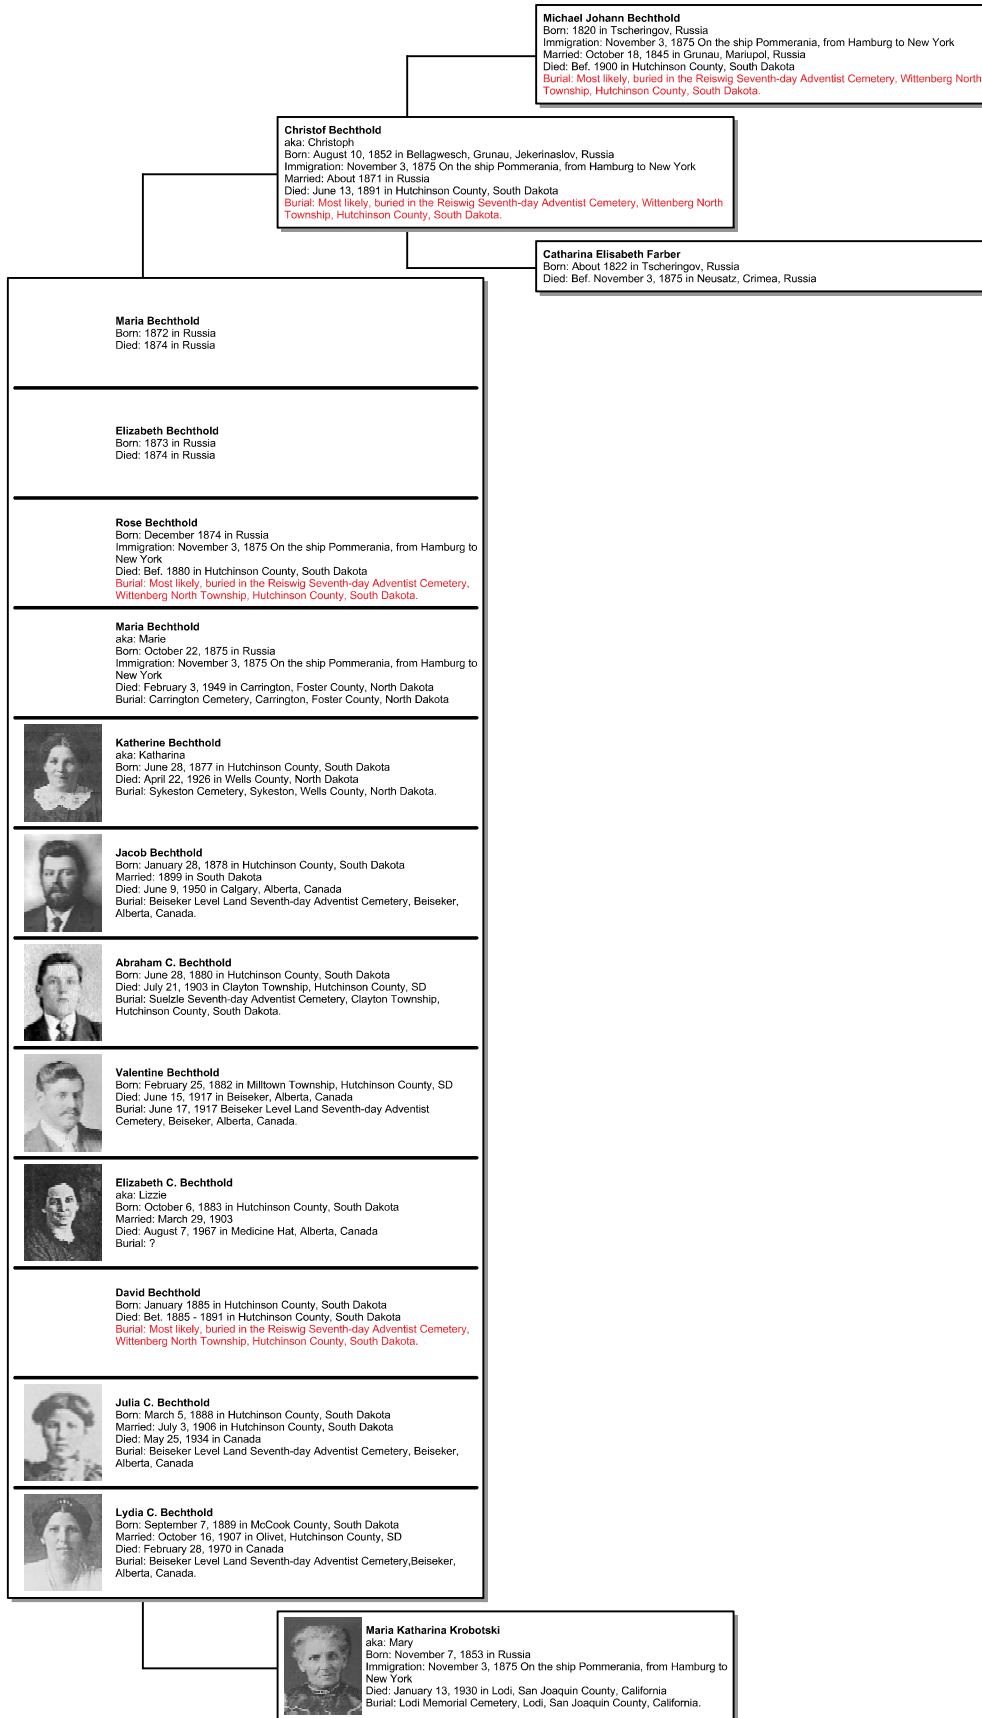 Michael Johann Bechthold
Born: 1820 in Tscheringov, Russia
Immigration: November 3, 1875 On the ship Pommerania, from Hamburg to New York
Married: October 18, 1845 in Grunau, Mariupol, Russia
Died: Bef. 1900 in Hutchinson County, South Dakota
Burial: Most likely, buried in the Reiswig Seventh-day Adventist Cemetery, Wittenberg North
Township, Hutchinson County, South Dakota.
Christof Bechthold
aka: Christoph
Born: August 10, 1852 in Bellagwesch, Grunau, Jekerinaslov, Russia
Immigration: November 3, 1875 On the ship Pommerania, from Hamburg to New York
Married: About 1871 in Russia
Died: June 13, 1891 in Hutchinson County, South Dakota
Burial: Most likely, buried in the Reiswig Seventh-day Adventist Cemetery, Wittenberg North
Township, Hutchinson County, South Dakota.
Catharina Elisabeth Farber
Born: About 1822 in Tscheringov, Russia
Died: Bef. November 3, 1875 in Neusatz, Crimea, Russia
Maria Bechthold
Born: 1872 in Russia
Died: 1874 in Russia
Elizabeth Bechthold
Born: 1873 in Russia
Died: 1874 in Russia
Rose Bechthold
Born: December 1874 in Russia
Immigration: November 3, 1875 On the ship Pommerania, from Hamburg to
New York
Died: Bef. 1880 in Hutchinson County, South Dakota
Burial: Most likely, buried in the Reiswig Seventh-day Adventist Cemetery,
Wittenberg North Township, Hutchinson County, South Dakota.
Maria Bechthold
aka: Marie
Born: October 22, 1875 in Russia
Immigration: November 3, 1875 On the ship Pommerania, from Hamburg to
New York
Died: February 3, 1949 in Carrington, Foster County, North Dakota
Burial: Carrington Cemetery, Carrington, Foster County, North Dakota
Katherine Bechthold
aka: Katharina
Born: June 28, 1877 in Hutchinson County, South Dakota
Died: April 22, 1926 in Wells County, North Dakota
Burial: Sykeston Cemetery, Sykeston, Wells County, North Dakota.
Jacob Bechthold
Born: January 28, 1878 in Hutchinson County, South Dakota
Married: 1899 in South Dakota
Died: June 9, 1950 in Calgary, Alberta, Canada
Burial: Beiseker Level Land Seventh-day Adventist Cemetery, Beiseker,
Alberta, Canada.
Abraham C. Bechthold
Born: June 28, 1880 in Hutchinson County, South Dakota
Died: July 21, 1903 in Clayton Township, Hutchinson County, SD
Burial: Suelzle Seventh-day Adventist Cemetery, Clayton Township,
Hutchinson County, South Dakota.
Valentine Bechthold
Born: February 25, 1882 in Milltown Township, Hutchinson County, SD
Died: June 15, 1917 in Beiseker, Alberta, Canada
Burial: June 17, 1917 Beiseker Level Land Seventh-day Adventist
Cemetery, Beiseker, Alberta, Canada.
Elizabeth C. Bechthold
aka: Lizzie
Born: October 6, 1883 in Hutchinson County, South Dakota
Married: March 29, 1903
Died: August 7, 1967 in Medicine Hat, Alberta, Canada
Burial: ?
David Bechthold
Born: January 1885 in Hutchinson County, South Dakota
Died: Bet. 1885 - 1891 in Hutchinson County, South Dakota
Burial: Most likely, buried in the Reiswig Seventh-day Adventist Cemetery,
Wittenberg North Township, Hutchinson County, South Dakota.
Julia C. Bechthold
Born: March 5, 1888 in Hutchinson County, South Dakota
Married: July 3, 1906 in Hutchinson County, South Dakota
Died: May 25, 1934 in Canada
Burial: Beiseker Level Land Seventh-day Adventist Cemetery, Beiseker,
Alberta, Canada
Lydia C. Bechthold
Born: September 7, 1889 in McCook County, South Dakota
Married: October 16, 1907 in Olivet, Hutchinson County, SD
Died: February 28, 1970 in Canada
Burial: Beiseker Level Land Seventh-day Adventist Cemetery,Beiseker,
Alberta, Canada.
Maria Katharina Krobotski
aka: Mary
Born: November 7, 1853 in Russia
Immigration: November 3, 1875 On the ship Pommerania, from Hamburg to
New York
Died: January 13, 1930 in Lodi, San Joaquin County, California
Burial: Lodi Memorial Cemetery, Lodi, San Joaquin County, California.